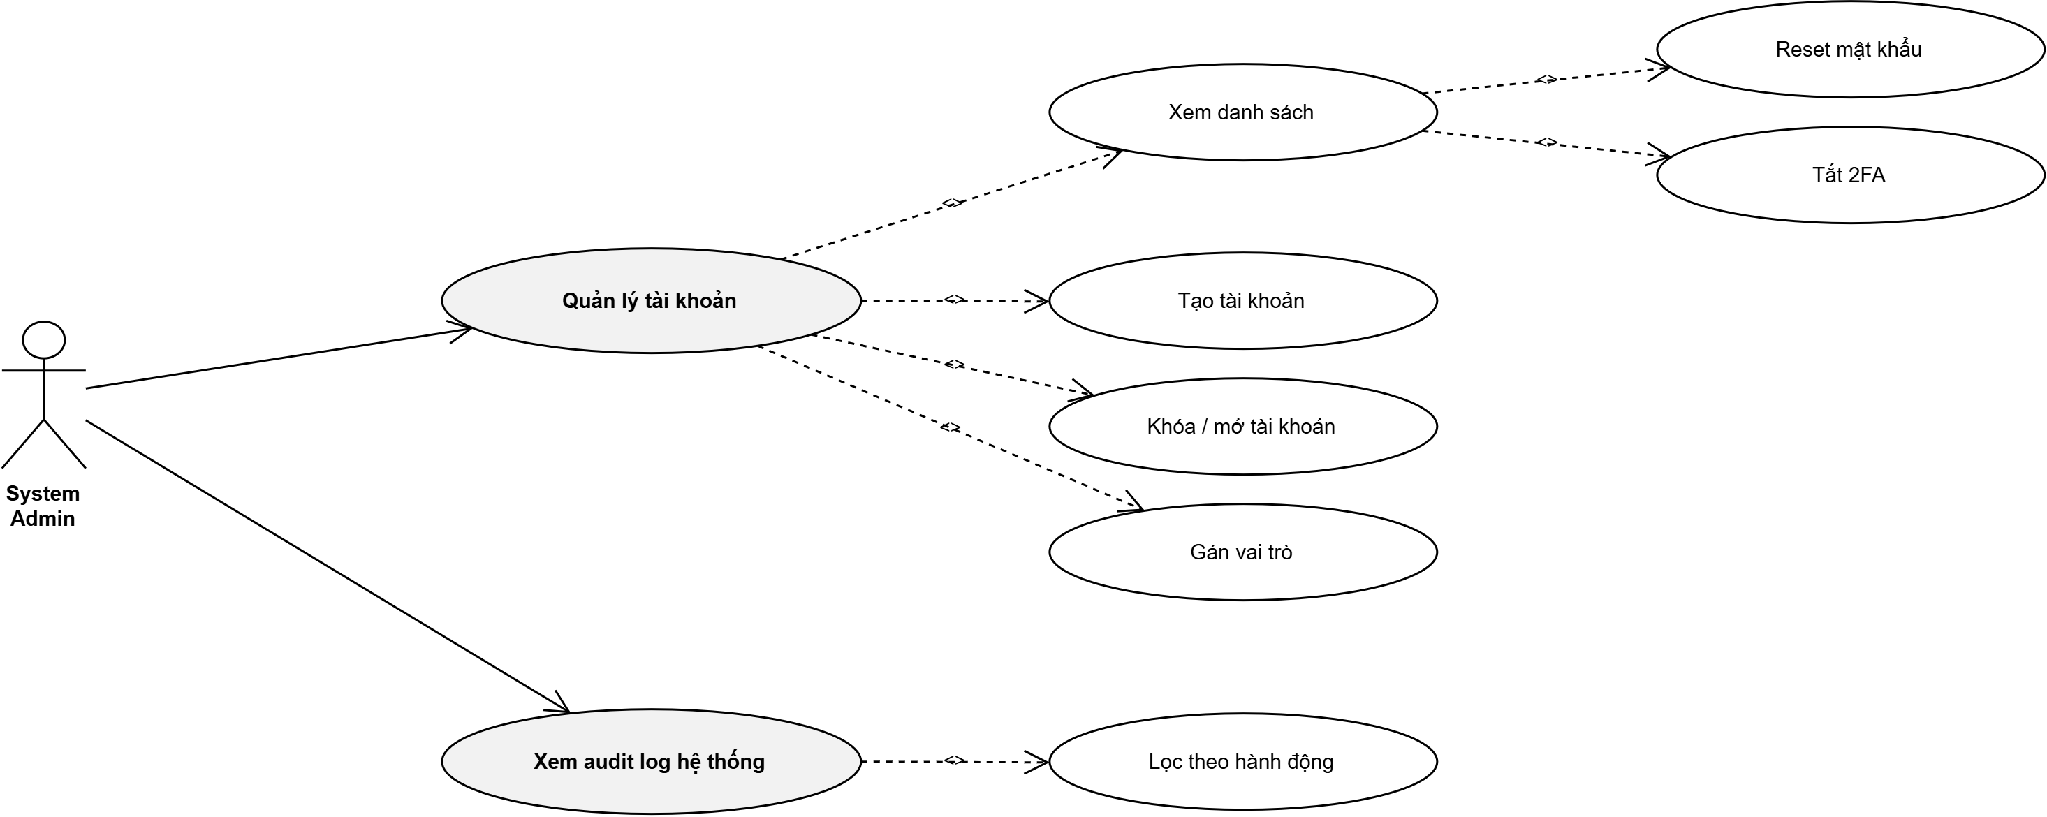 Reset mật khẩu
Xem danh sách
Tắt 2FA
Quản lý tài khoản
Tạo tài khoản
Khóa / mở tài khoản
System
Admin
Gán vai trò
Xem audit log hệ thống
Lọc theo hành động